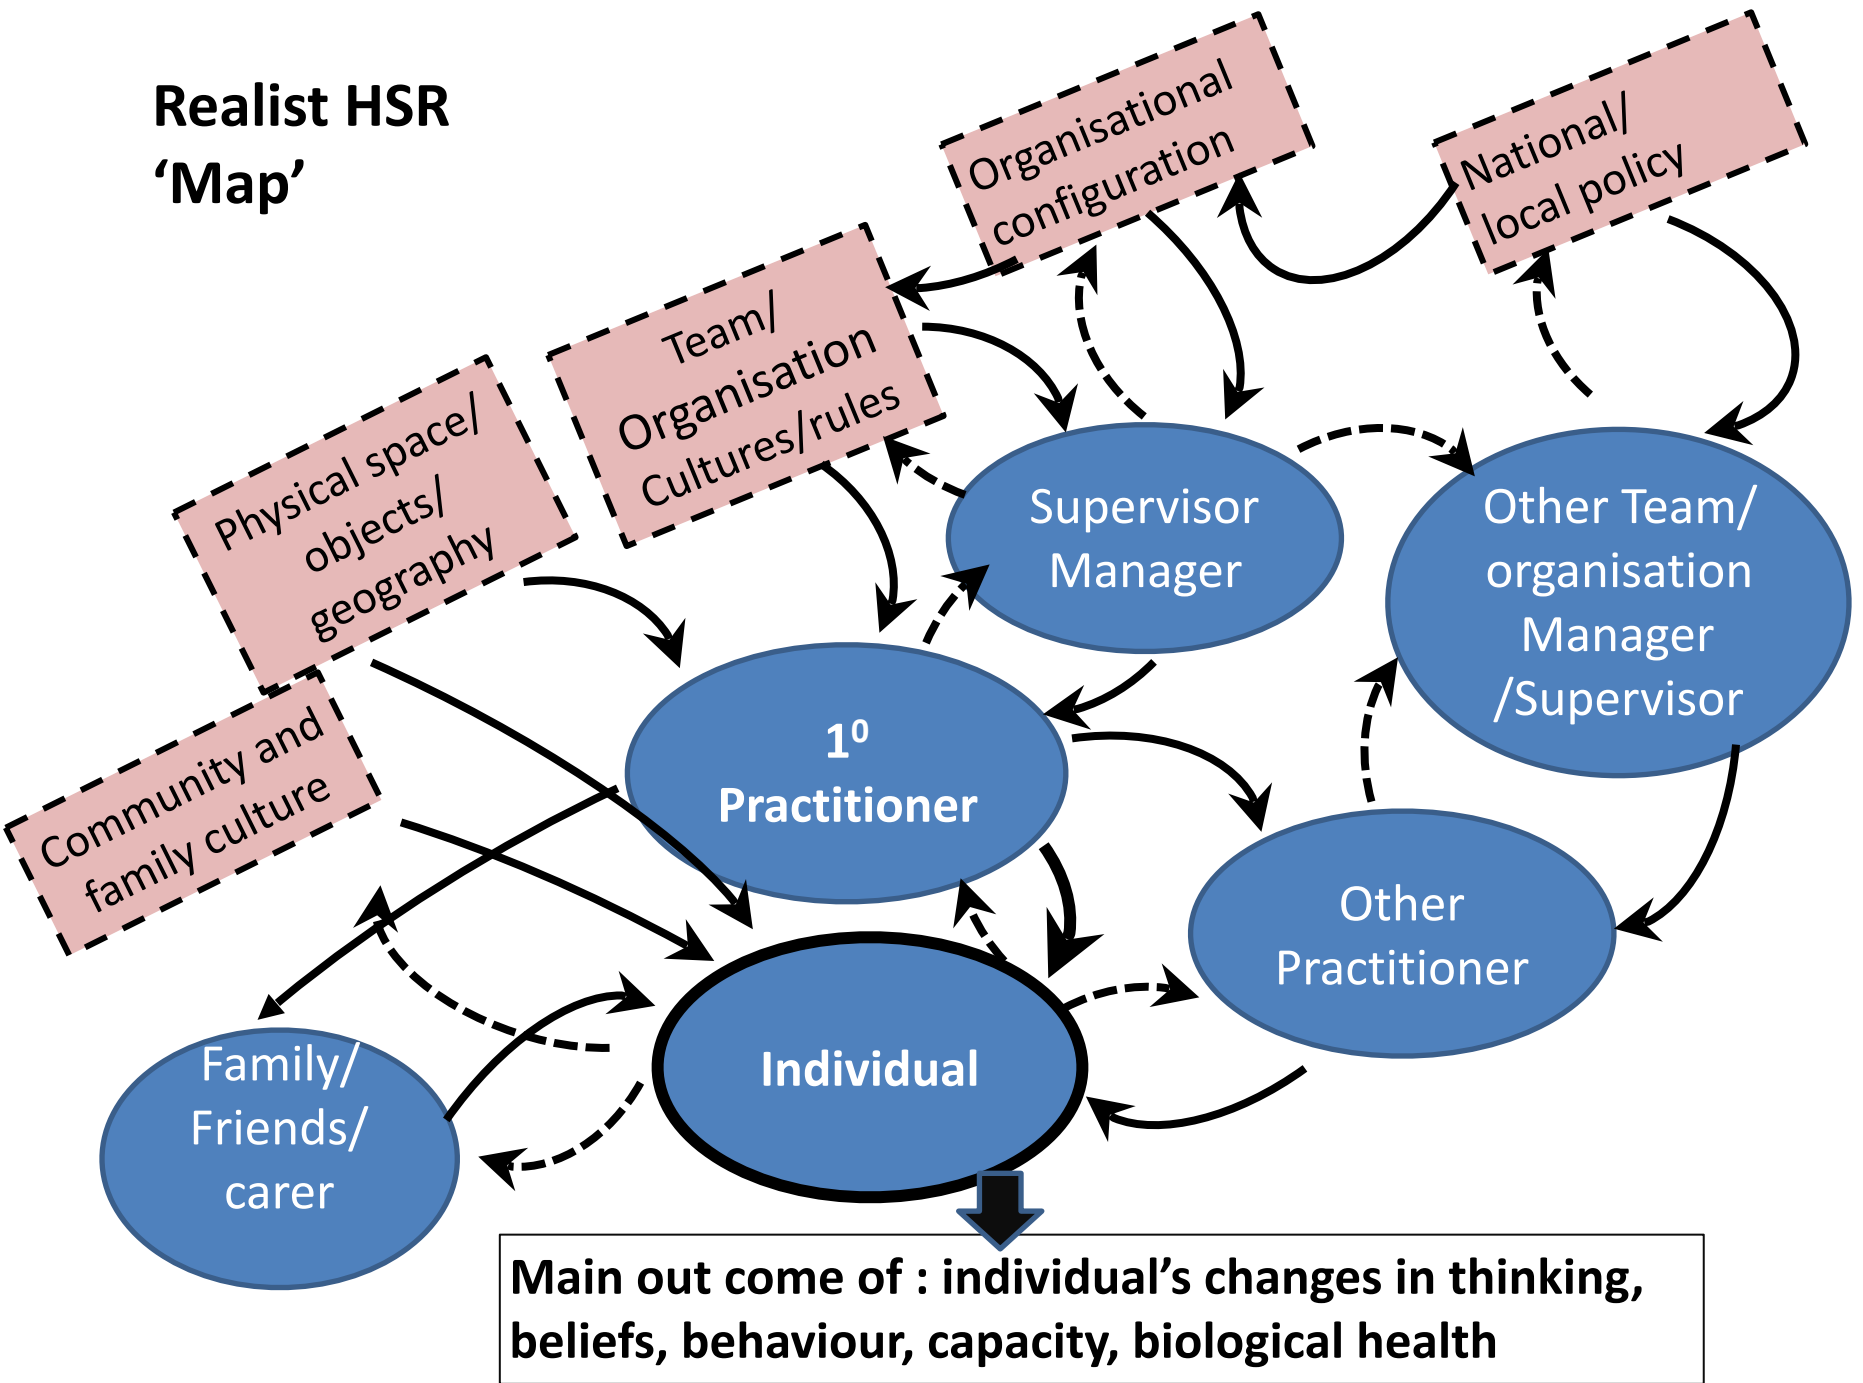 Realist HSR
‘Map’
Organisational
configuration
National/
local policy
Team/
Organisation
Cultures/rules
Physical space/
objects/
geography
Community and
family culture
Supervisor
Manager
Other Team/
organisation
Manager
/Supervisor
1⁰
Practitioner
Other
Practitioner
Individual
Family/
Friends/
carer
Main out come of : individual’s changes in thinking,
beliefs, behaviour, capacity, biological health